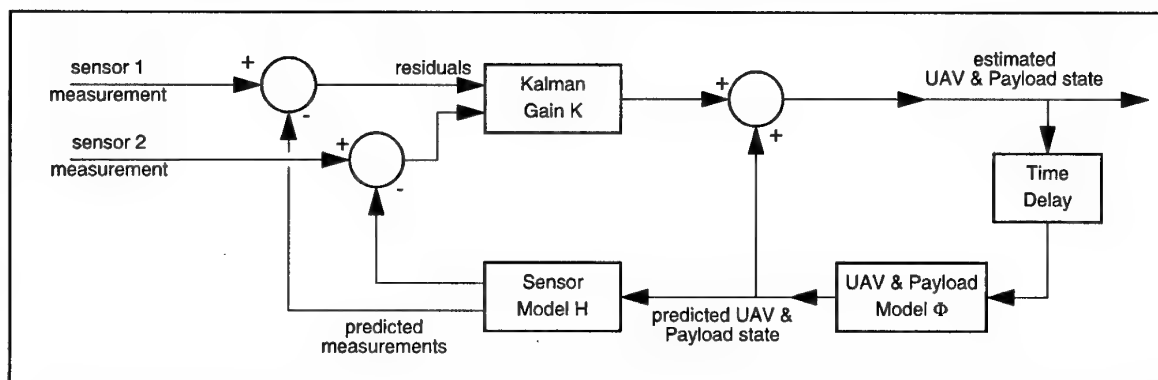 sensor 1
measurement
+
-
residuals
Kalman
Gain K
+
+
estimated
UAV & Payload state
sensor 2
measurement
+
-
Time
Delay
Sensor
Model H
UAV & Payload
Model Φ
predicted
measurements
predicted UAV &
Payload state